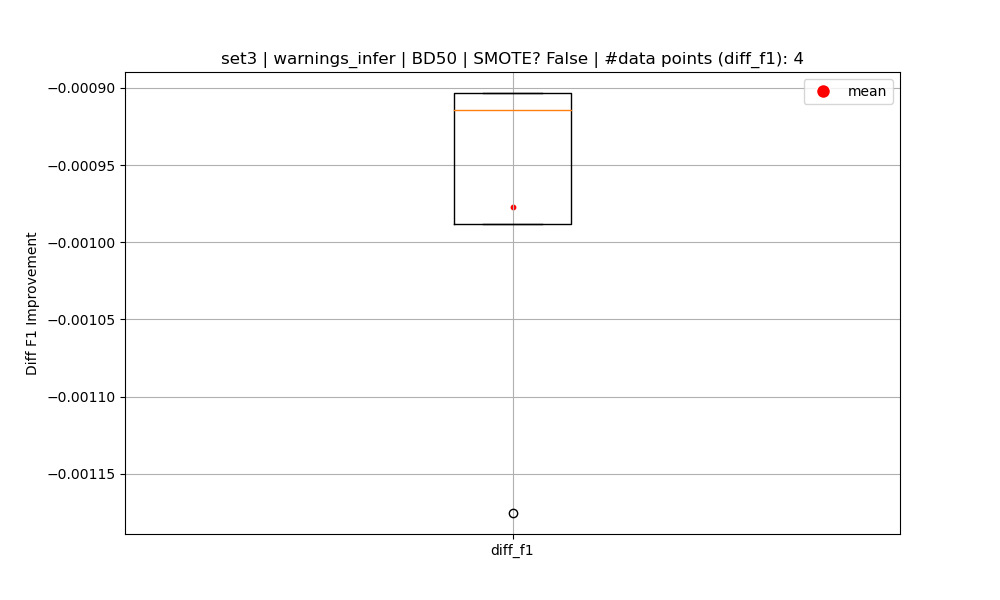 set3 | warnings_infer | BD50 | SMOTE? False | #data points (diff_f1): 4
mean
−0.00090
−0.00095
−0.00100
−0.00105
−0.00110
−0.00115
Diff F1 Improvement
diff_f1